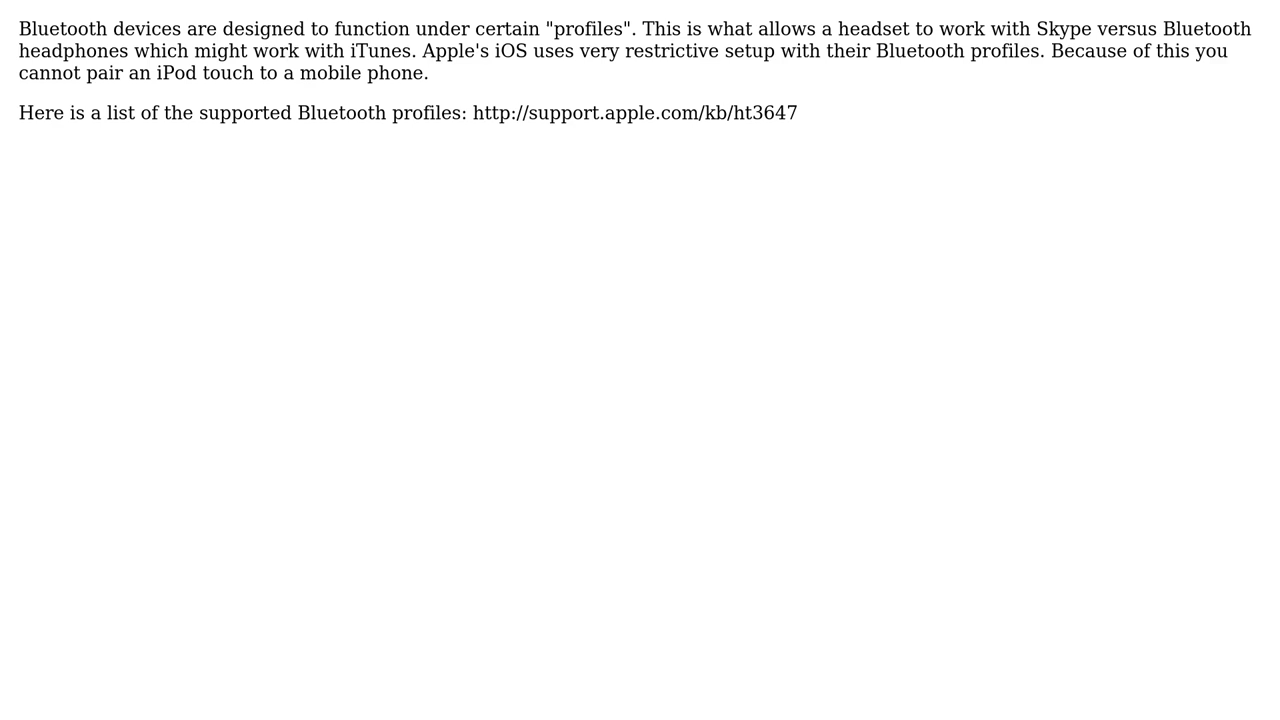 Bluetooth devices are designed to function under certain "profiles". This is what allows a headset to work with Skype versus Bluetooth
headphones which might work with iTunes. Apple's iOS uses very restrictive setup with their Bluetooth profiles. Because of this you
cannot pair an iPod touch to a mobile phone.
Here is a list of the supported Bluetooth profiles: http://support.apple.com/kb/ht3647